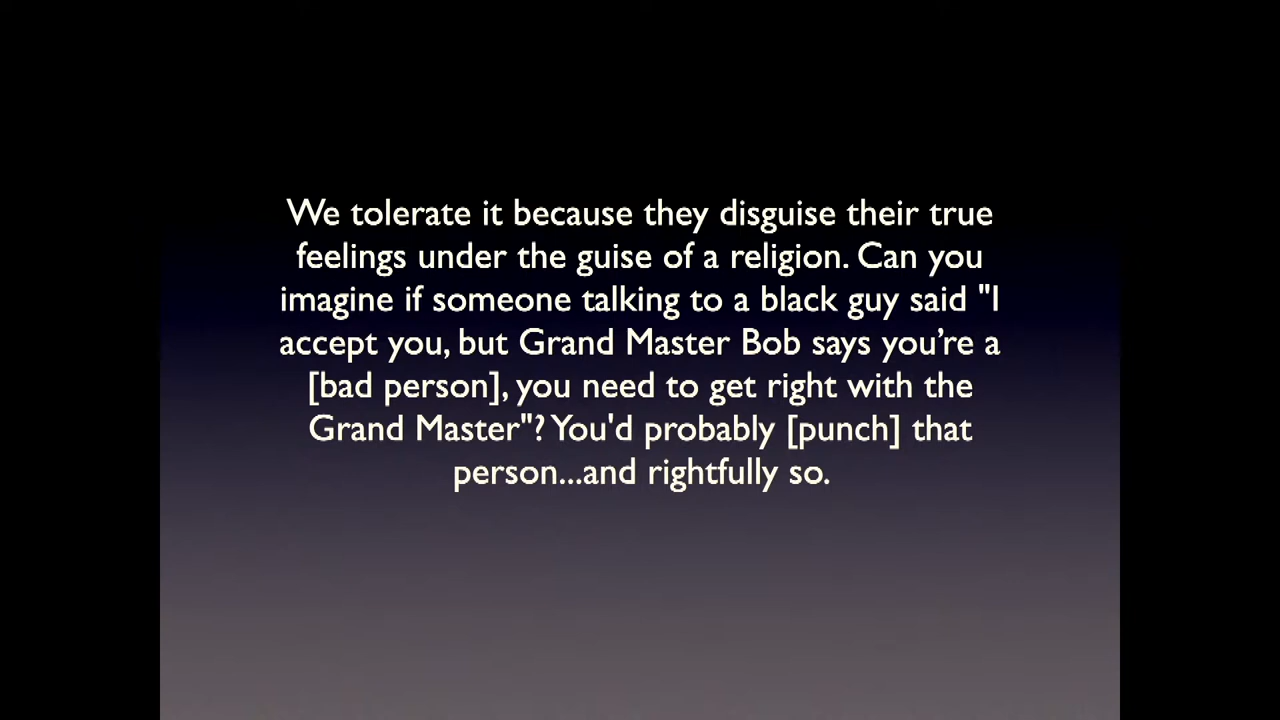 We tolerate it because they disguise their true
feelings under the guise of a religion. Can you
imagine if someone talking to a black guy said "I
accept you, but Grand Master Bob says you’re a
[bad person], you need to get right with the
Grand Master"? You'd probably [punch] that
person...and rightfully so.